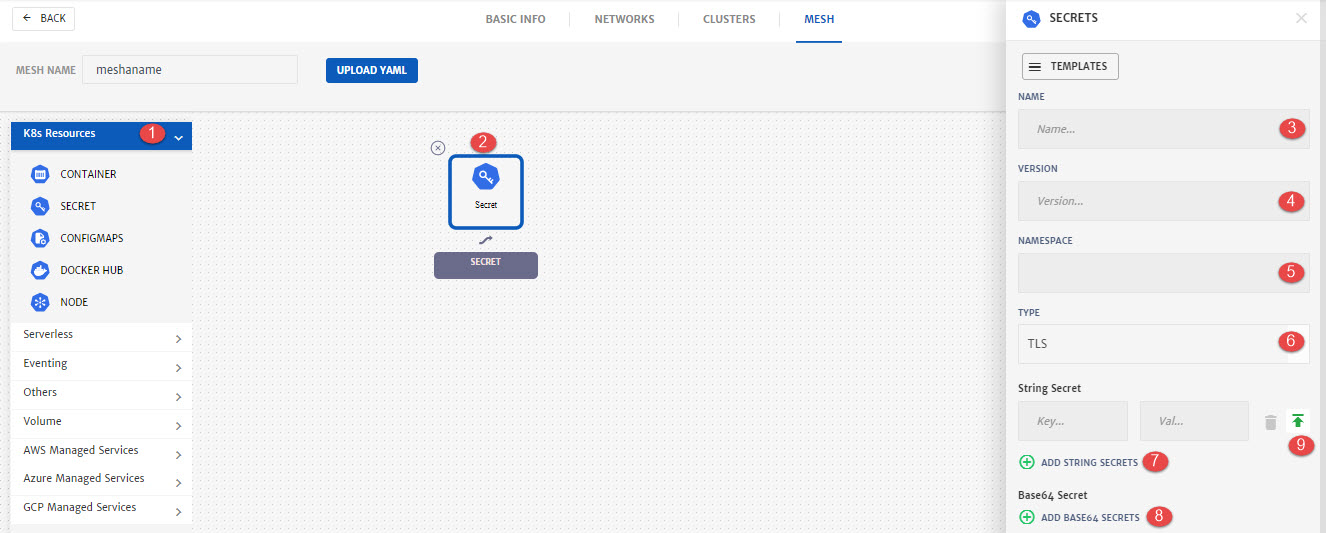 BACK
BASIC INFO
NETWORKS
CLUSTERS
MESH
MESH NAME
meshaname
UPLOAD YAML
K8s Resources
1
CONTAINER
SECRET
CONFIGMAPS
DOCKER HUB
NODE
Serverless
Eventing
Others
Volume
AWS Managed Services
Azure Managed Services
GCP Managed Services
2
Secret
SECRET
SECRETS
TEMPLATES
NAME
Name...
3
VERSION
Version...
4
NAMESPACE
5
TYPE
TLS
6
String Secret
Key...
Val...
9
ADD STRING SECRETS
7
Base64 Secret
ADD BASE64 SECRETS
8